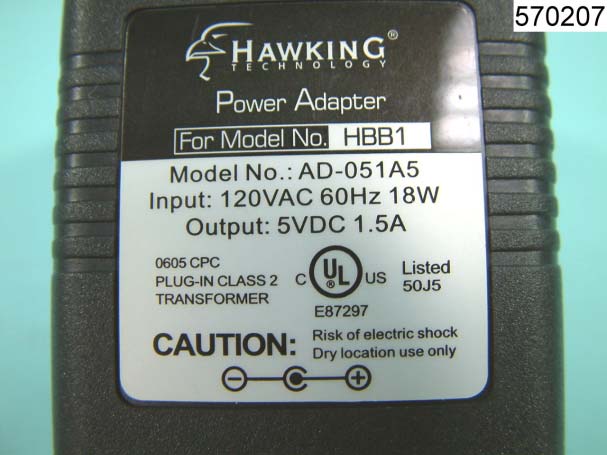 570207
HAWKING®
TECHNOLOGY
Power Adapter
For Model No. HBB1
Model No.: AD-051A5
Input: 120VAC 60Hz 18W
Output: 5VDC 1.5A
0605 CPC
PLUG-IN CLASS 2
TRANSFORMER
C UL US
E87297
Listed
50J5
CAUTION: Risk of electric shock
Dry location use only